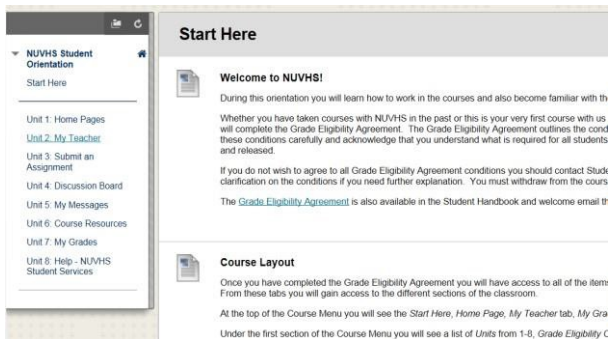 NUVHS Student
Orientation
Start Here
Unit 1: Home Pages
Unit 2: My Teacher
Unit 3: Submit an
Assignment
Unit 4: Discussion Board
Unit 5: My Messages
Unit 6: Course Resources
Unit 7: My Grades
Unit 8: Help - NUVHS
Student Services
Start Here
Welcome to NUVHS!
During this orientation you will learn how to work in the courses and also become familiar with th
Whether you have taken courses with NUVHS in the past or this is your very first course with us
will complete the Grade Eligibility Agreement. The Grade Eligibility Agreement outlines the cond
these conditions carefully and acknowledge that you understand what is required for all students
and released.
If you do not wish to agree to all Grade Eligibility Agreement conditions you should contact Stude
clarification on the conditions if you need further explanation. You must withdraw from the cours
The Grade Eligibility Agreement is also available in the Student Handbook and welcome email th
Course Layout
Once you have completed the Grade Eligibility Agreement you will have access to all of the items
From these tabs you will gain access to the different sections of the classroom.
At the top of the Course Menu you will see the Start Here, Home Page, My Teacher tab, My Gra
Under the first section of the Course Menu you will see a list of Units from 1-8, Grade Eligibility C